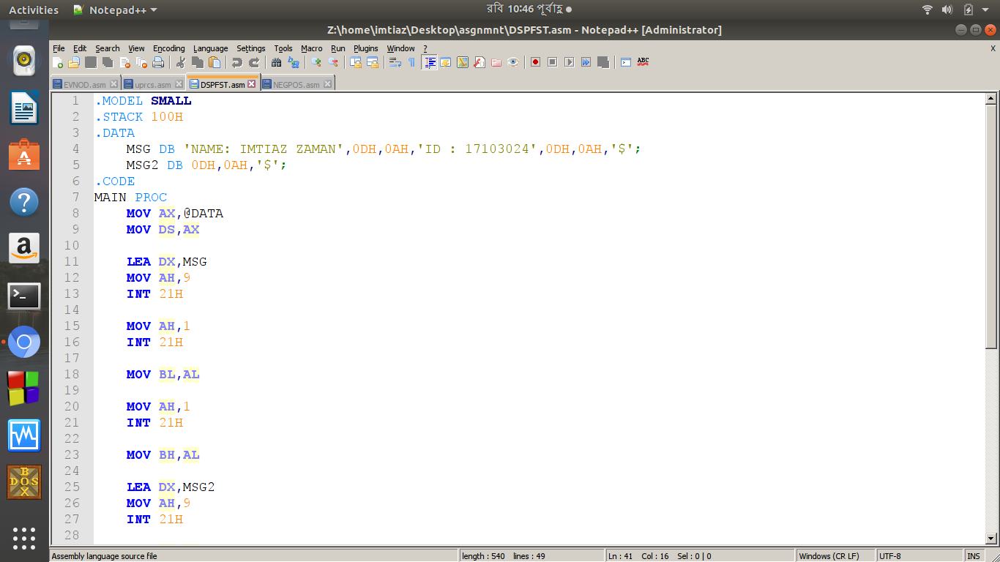 Activities
Notepad++
রবি 10:46 পূর্বাহ্ণ
Z:\home\imtiaz\Desktop\asgnmnt\DSPFST.asm - Notepad++ [Administrator]
File Edit Search View Encoding Language Settings Tools Macro Run Plugins Window ? X
ABC
EVNOD.asm uprcs.asm DSPFST.asm NEGPOS.asm
1 .MODEL SMALL
2 .STACK 100H
3 .DATA
4 MSG DB 'NAME: IMTIAZ ZAMAN',0DH,0AH,'ID : 17103024',0DH,0AH,'$';
5 MSG2 DB 0DH,0AH,'$';
6 .CODE
7 MAIN PROC
8 MOV AX,@DATA
9 MOV DS,AX
10
11 LEA DX,MSG
12 MOV AH,9
13 INT 21H
14
15 MOV AH,1
16 INT 21H
17
18 MOV BL,AL
19
20 MOV AH,1
21 INT 21H
22
23 MOV BH,AL
24
25 LEA DX,MSG2
26 MOV AH,9
27 INT 21H
28
Assembly language source file length : 540 lines : 49 Ln : 41 Col : 16 Sel : 0 | 0 Windows (CR LF) UTF-8 INS
?
a
>_
B
DOS
X